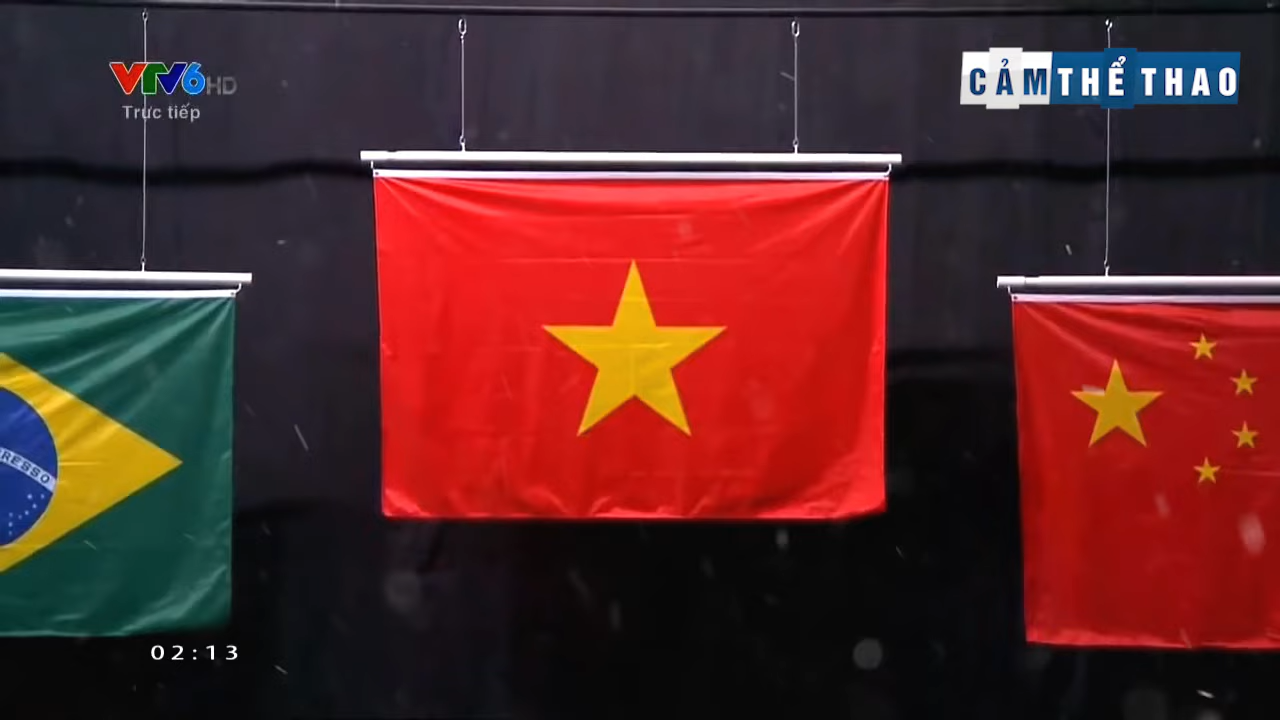 VTV6HD
Trực tiếp
CẢM THỂ THAO
RESSO
02:13